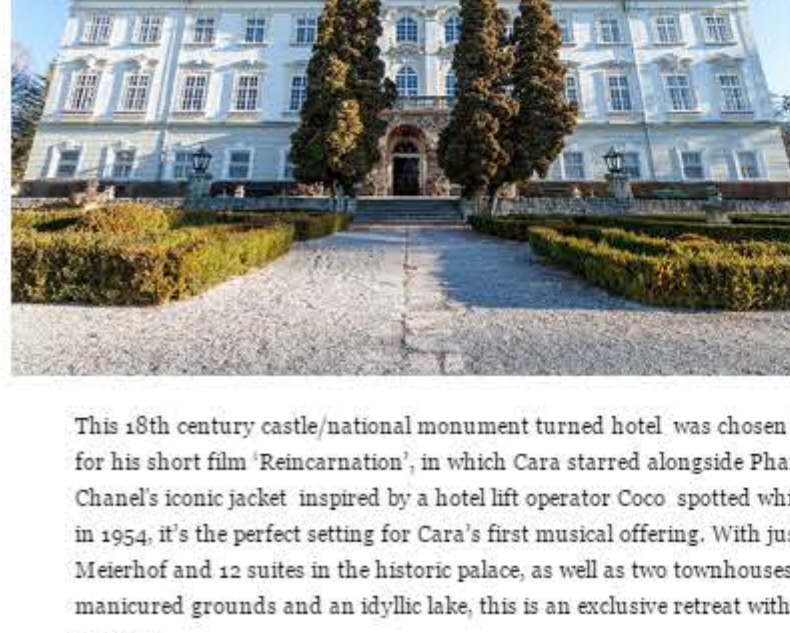 This 18th century castle/national monument turned hotel was chosen
for his short film ‘Reincarnation’, in which Cara starred alongside
Chanel’s iconic jacket inspired by a hotel lift operator Coco spotted
in 1954, it’s the perfect setting for Cara’s first musical offering. With
Meierhof and 12 suites in the historic palace, as well as two townhouses
manicured grounds and an idyllic lake, this is an exclusive retreat with